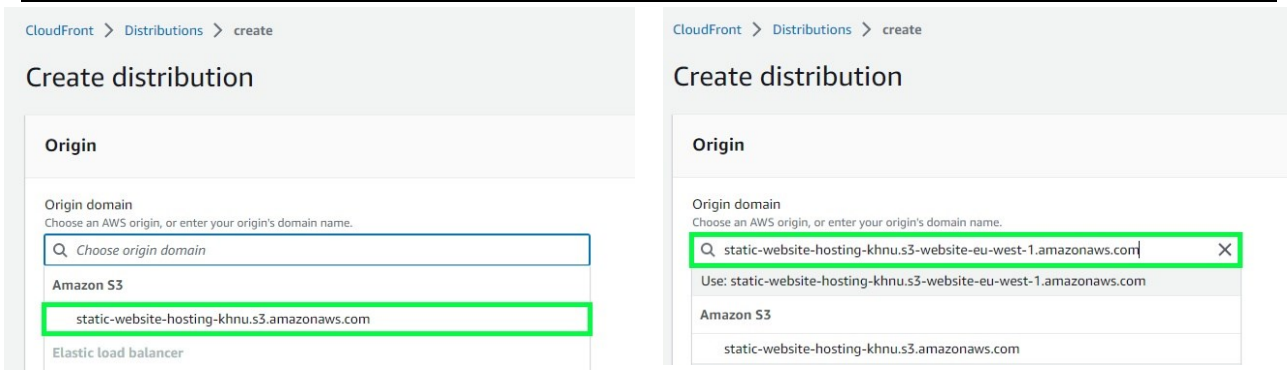 CloudFront > Distributions > create
Create distribution
Origin
Origin domain
Choose an AWS origin, or enter your origin's domain name.
Choose origin domain
Amazon S3
static-website-hosting-khnu.s3.amazonaws.com
Elastic load balancer
CloudFront > Distributions > create
Create distribution
Origin
Origin domain
Choose an AWS origin, or enter your origin's domain name.
static-website-hosting-khnu.s3-website-eu-west-1.amazonaws.com
Use: static-website-hosting-khnu.s3-website-eu-west-1.amazonaws.com
Amazon S3
static-website-hosting-khnu.s3.amazonaws.com